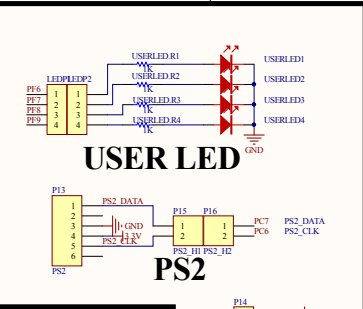 USERLED.R1 USERLED1
1K
USERLED.R2 USERLED2
LEDP1 LEDP2 1K
PF6 1 1
PF7 2 2 USERLED.R3 USERLED3
PF8 3 3 1K
PF9 4 4 USERLED.R4 USERLED4
1K
GND
USER LED
P13
1 PS2_DATA
2 P15 P16
3 GND 1 1 PC7 PS2_DATA
4 3.3V 2 2 PC6 PS2_CLK
5 PS2_CLK
6 PS2_H1 PS2_H2
PS2
PS2
P14